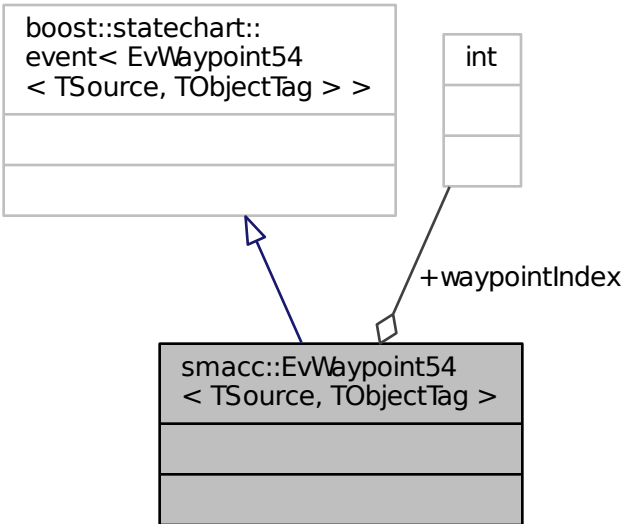 boost::statechart::
event< EvWaypoint54
< TSource, TObjectTag > >
int
+waypointIndex
smacc::EvWaypoint54
< TSource, TObjectTag >